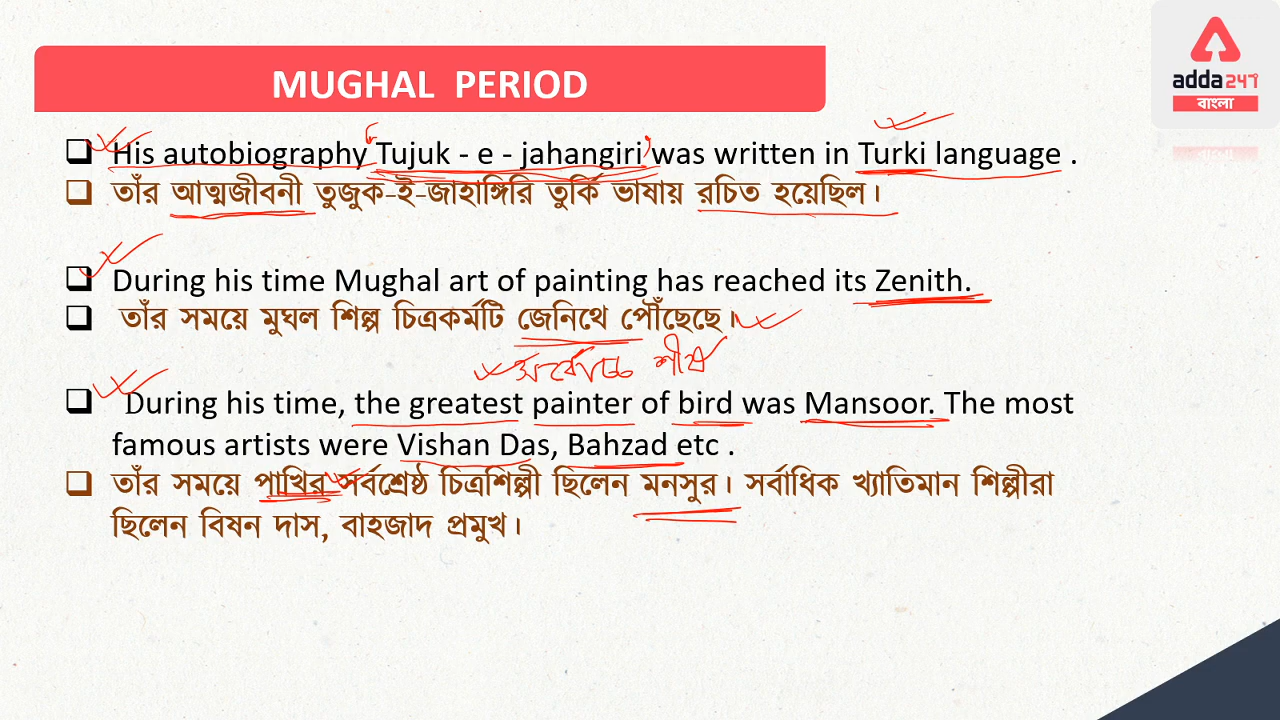 MUGHAL PERIOD
adda247
বাংলা
His autobiography ‘Tujuk - e - jahangiri’ was written in Turki language .
তাঁর আত্মজীবনী তুজুক-ই-জাহাঙ্গিরি তুর্কি ভাষায় রচিত হয়েছিল।
During his time Mughal art of painting has reached its Zenith.
তাঁর সময়ে মুঘল শিল্প চিত্রকর্মটি জেনিথে পৌঁছেছে।
সর্বোচ্চ শীর্ষ
During his time, the greatest painter of bird was Mansoor. The most
famous artists were Vishan Das, Bahzad etc .
তাঁর সময়ে পাখির সর্বশ্রেষ্ঠ চিত্রশিল্পী ছিলেন মনসুর। সর্বাধিক খ্যাতিমান শিল্পীরা
ছিলেন বিষন দাস, বাহজাদ প্রমুখ।